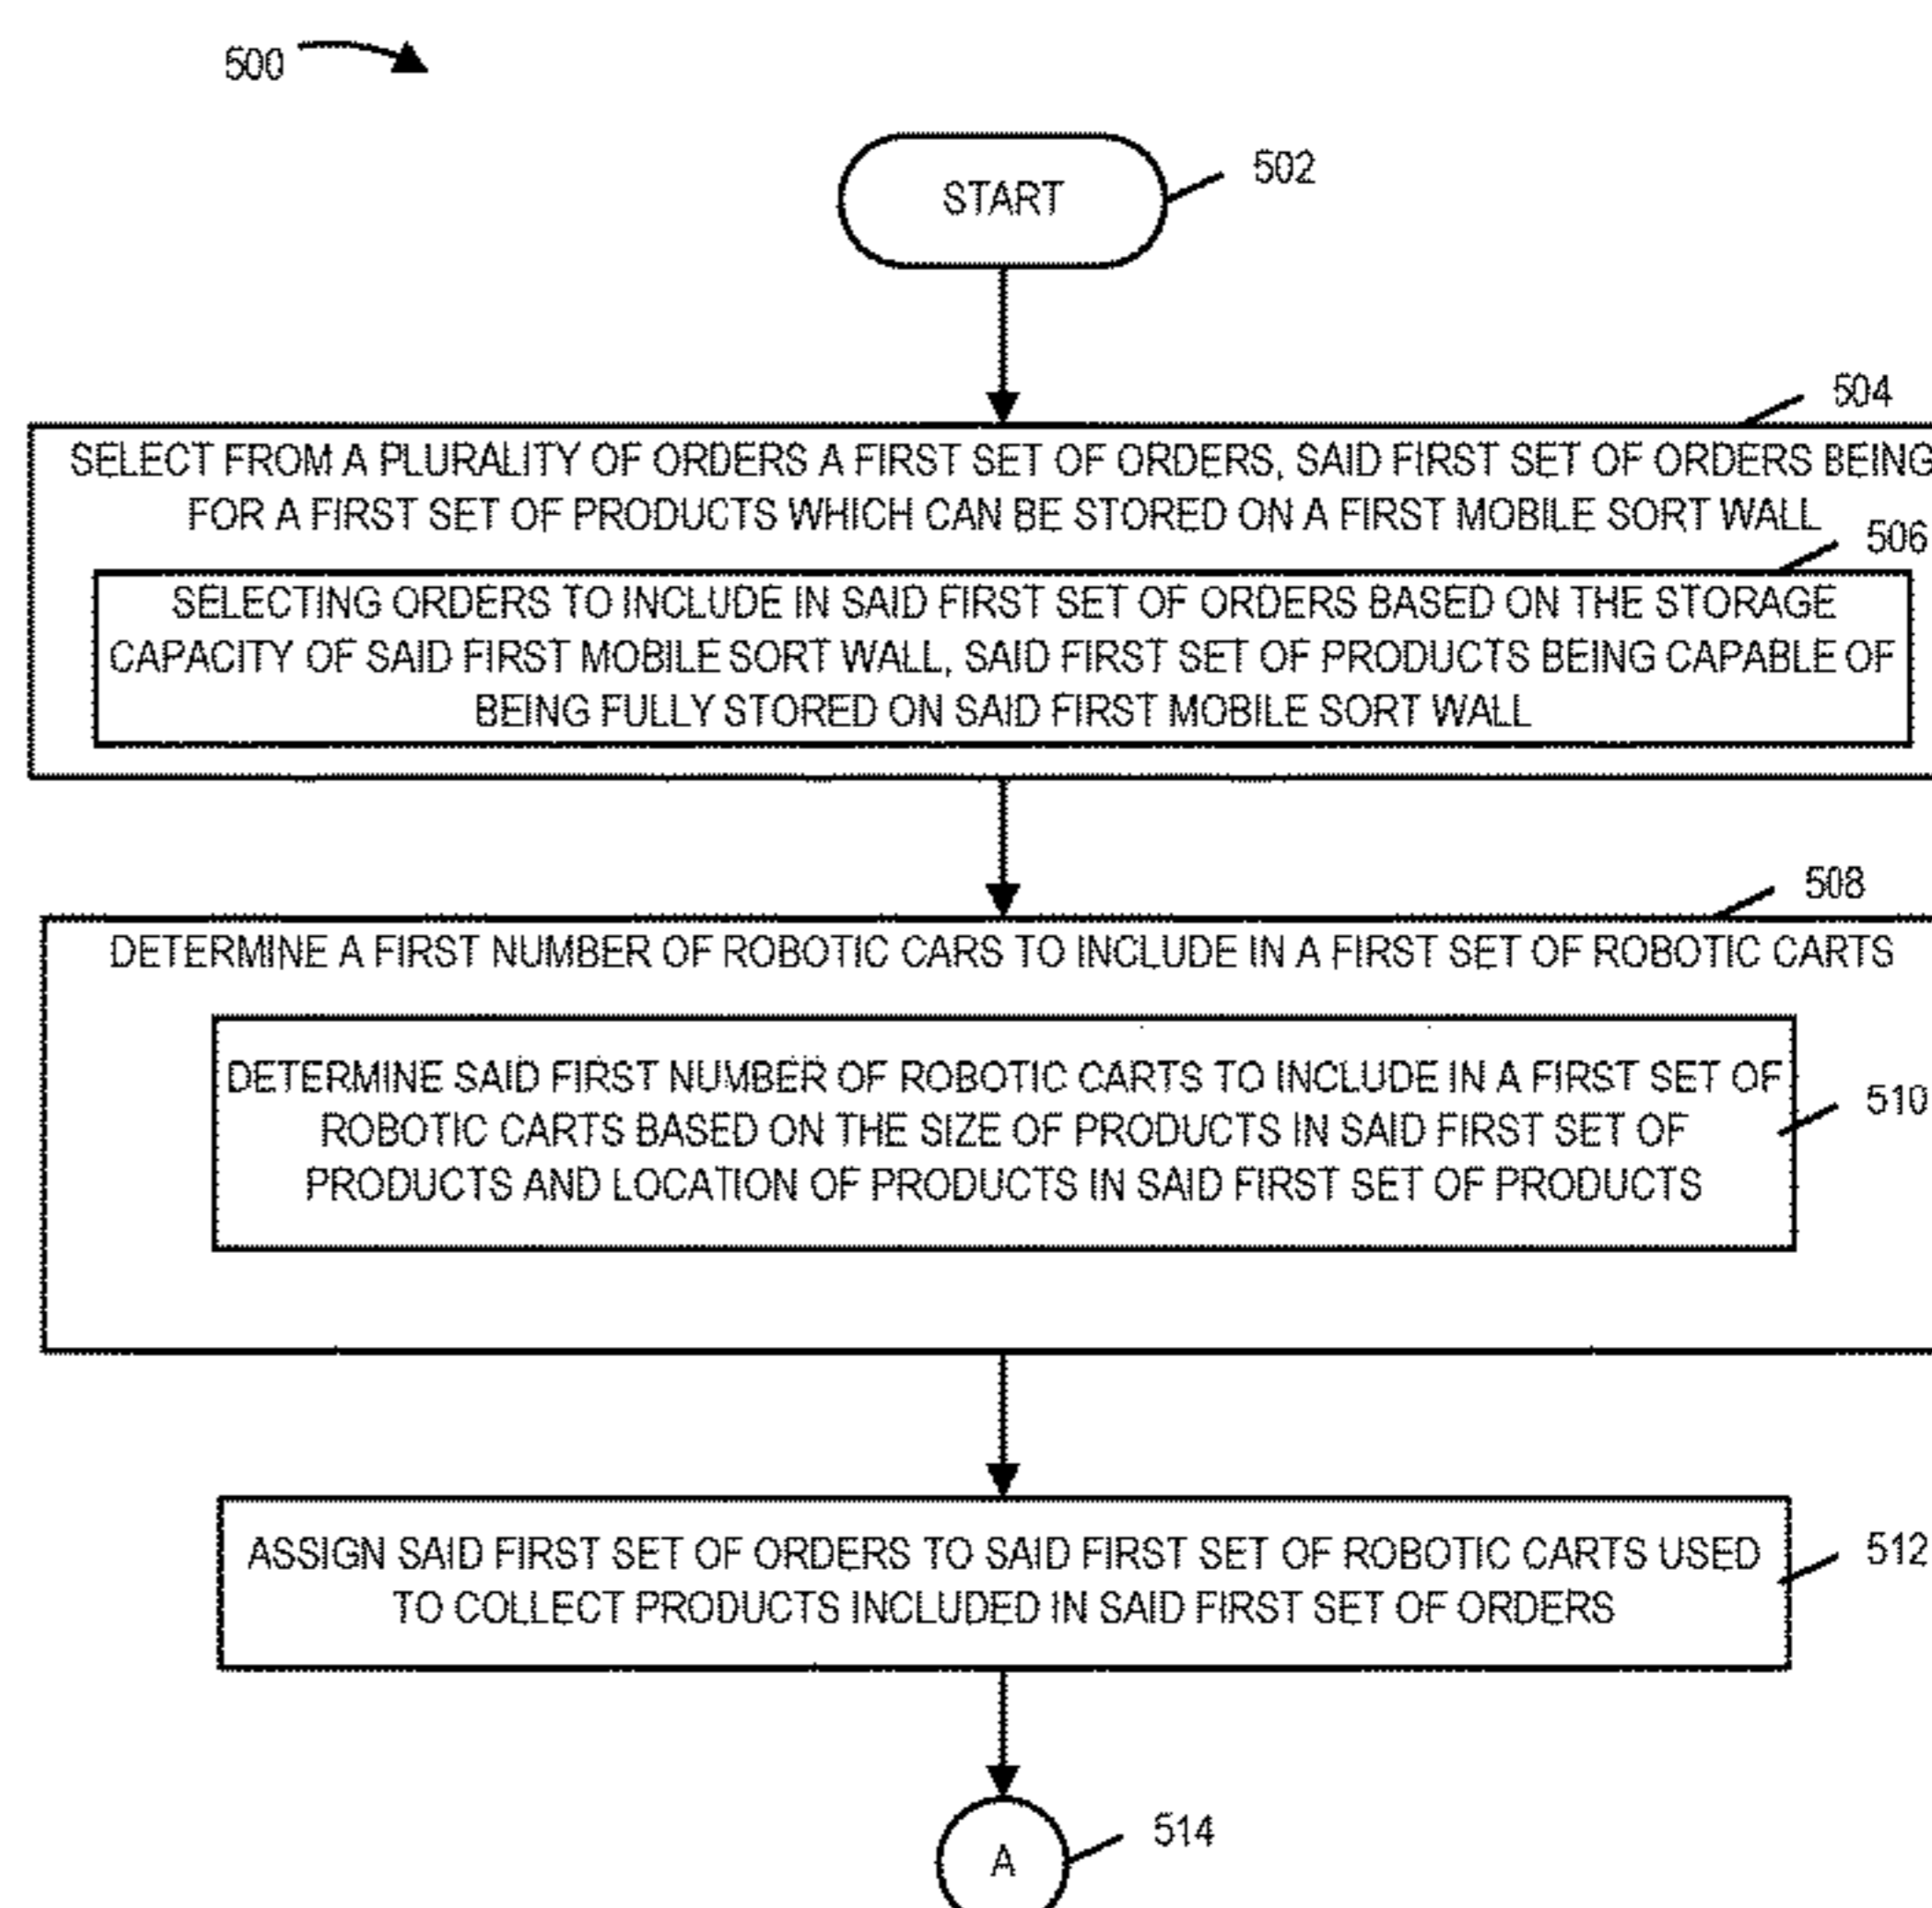 500
START
502
504
SELECT FROM A PLURALITY OF ORDERS A FIRST SET OF ORDERS, SAID FIRST SET OF ORDERS BEING
FOR A FIRST SET OF PRODUCTS WHICH CAN BE STORED ON A FIRST MOBILE SORT WALL
506
SELECTING ORDERS TO INCLUDE IN SAID FIRST SET OF ORDERS BASED ON THE STORAGE
CAPACITY OF SAID FIRST MOBILE SORT WALL, SAID FIRST SET OF PRODUCTS BEING CAPABLE OF
BEING FULLY STORED ON SAID FIRST MOBILE SORT WALL
508
DETERMINE A FIRST NUMBER OF ROBOTIC CARS TO INCLUDE IN A FIRST SET OF ROBOTIC CARTS
DETERMINE SAID FIRST NUMBER OF ROBOTIC CARTS TO INCLUDE IN A FIRST SET OF
ROBOTIC CARTS BASED ON THE SIZE OF PRODUCTS IN SAID FIRST SET OF
PRODUCTS AND LOCATION OF PRODUCTS IN SAID FIRST SET OF PRODUCTS
510
ASSIGN SAID FIRST SET OF ORDERS TO SAID FIRST SET OF ROBOTIC CARTS USED
TO COLLECT PRODUCTS INCLUDED IN SAID FIRST SET OF ORDERS
512
A
514